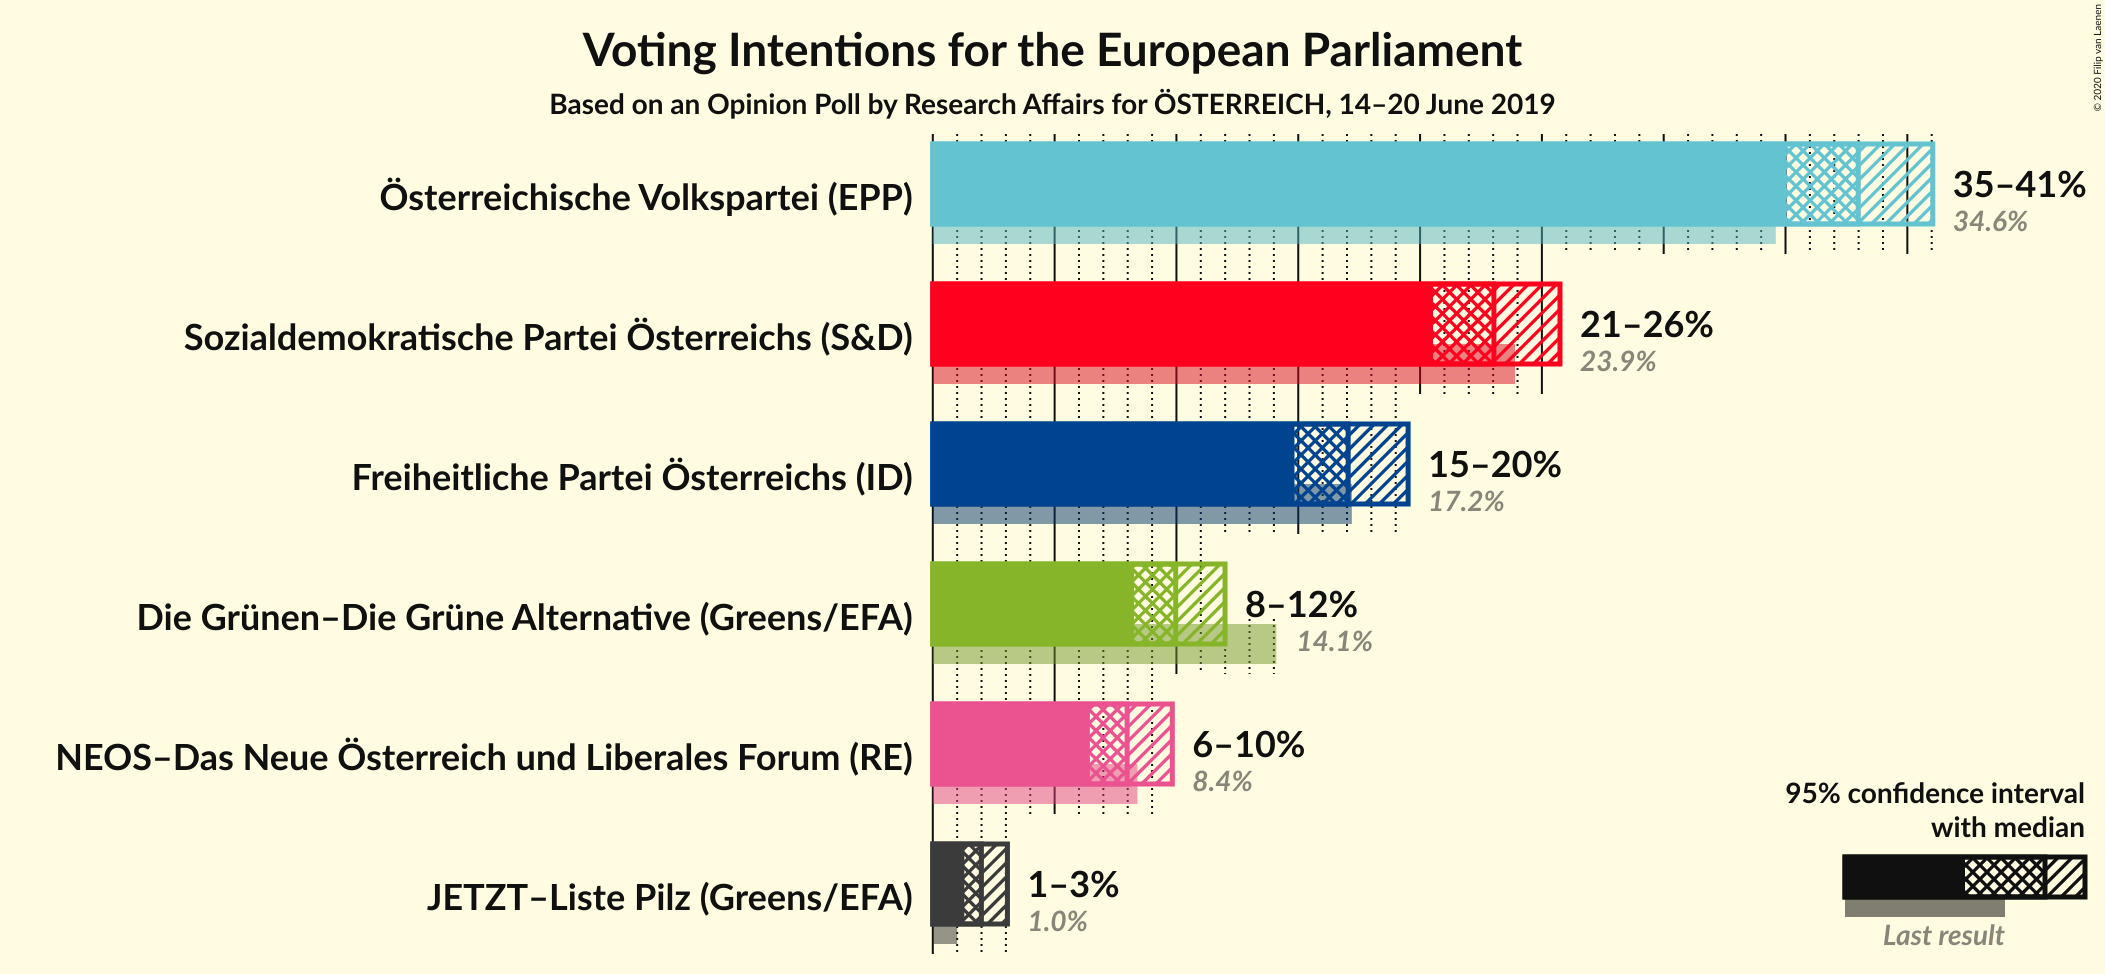 Voting Intentions for the European Parliament
Based on an Opinion Poll by Research Affairs for ÖSTERREICH, 14–20 June 2019
© 2020 Filip van Laenen
Österreichische Volkspartei (EPP)
35–41%
34.6%
Sozialdemokratische Partei Österreichs (S&D)
21–26%
23.9%
Freiheitliche Partei Österreichs (ID)
15–20%
17.2%
Die Grünen–Die Grüne Alternative (Greens/EFA)
8–12%
14.1%
NEOS–Das Neue Österreich und Liberales Forum (RE)
6–10%
8.4%
JETZT–Liste Pilz (Greens/EFA)
1–3%
1.0%
95% confidence interval
with median
Last result